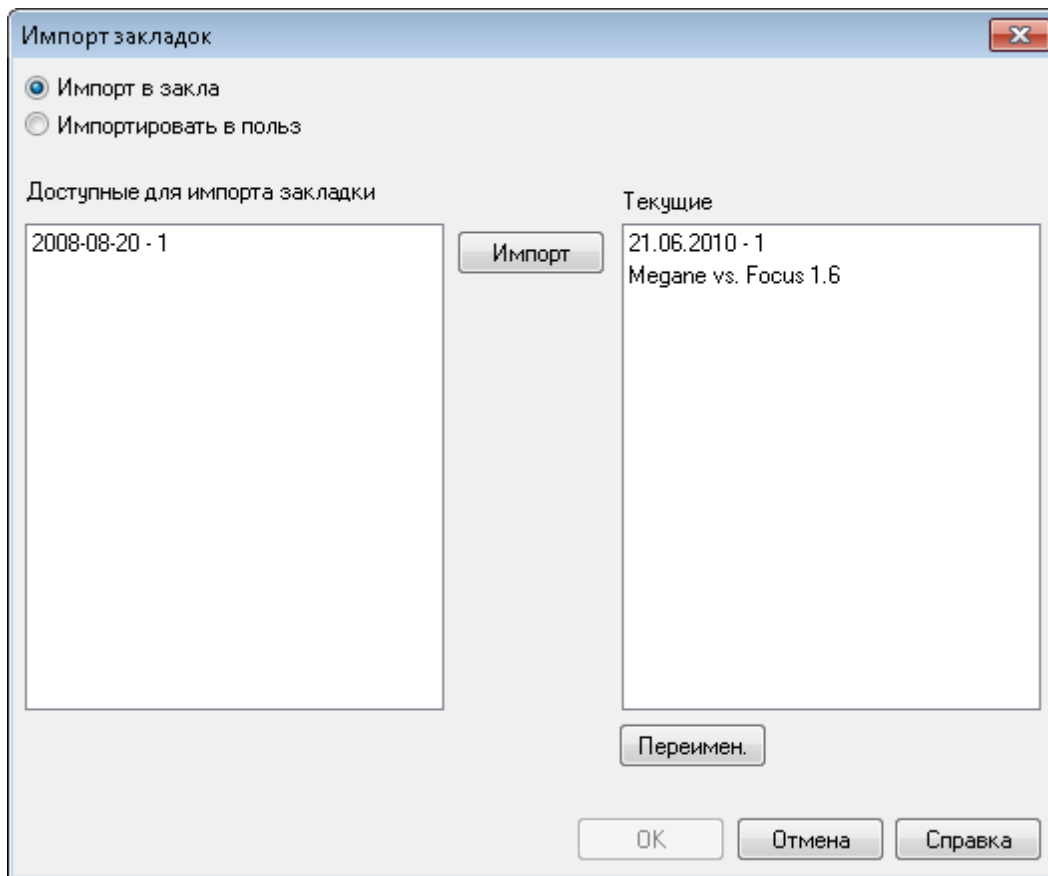 Импорт закладок
Импорт в закла
Импортировать в польз
Доступные для импорта закладки
Текущие
2008-08-20 - 1
Импорт
21.06.2010 - 1
Megane vs. Focus 1.6
Переимен.
OK
Отмена
Справка